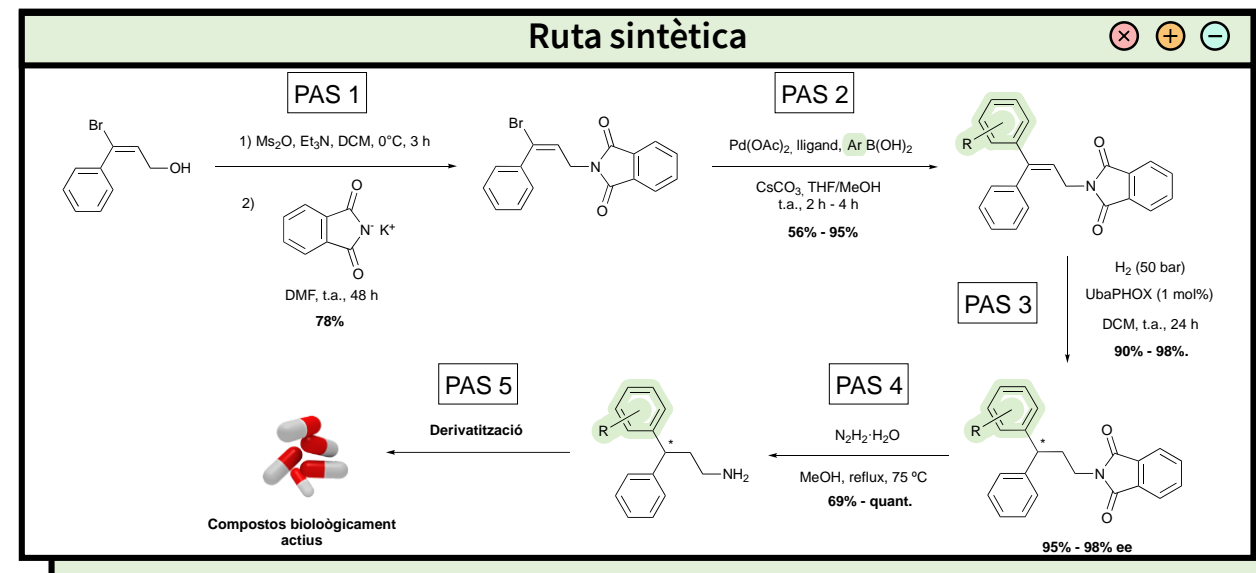 Ruta sintètica
PAS 1
1) Ms2O, Et3N, DCM, 0°C, 3 h
2)
DMF, t.a., 48 h
78%
Br
OH
O
N- K+
O
Br
O
N
O
PAS 2
Pd(OAc)2, lligand, Ar B(OH)2
CsCO3, THF/MeOH
t.a., 2 h - 4 h
56% - 95%
R
O
N
O
PAS 3
H2 (50 bar)
UbaPHOX (1 mol%)
DCM, t.a., 24 h
90% - 98%.
R
*
O
N
O
95% - 98% ee
PAS 4
N2H2·H2O
MeOH, reflux, 75 ºC
69% - quant.
R
*
NH2
PAS 5
Derivatització
Compostos bioloògicament
actius